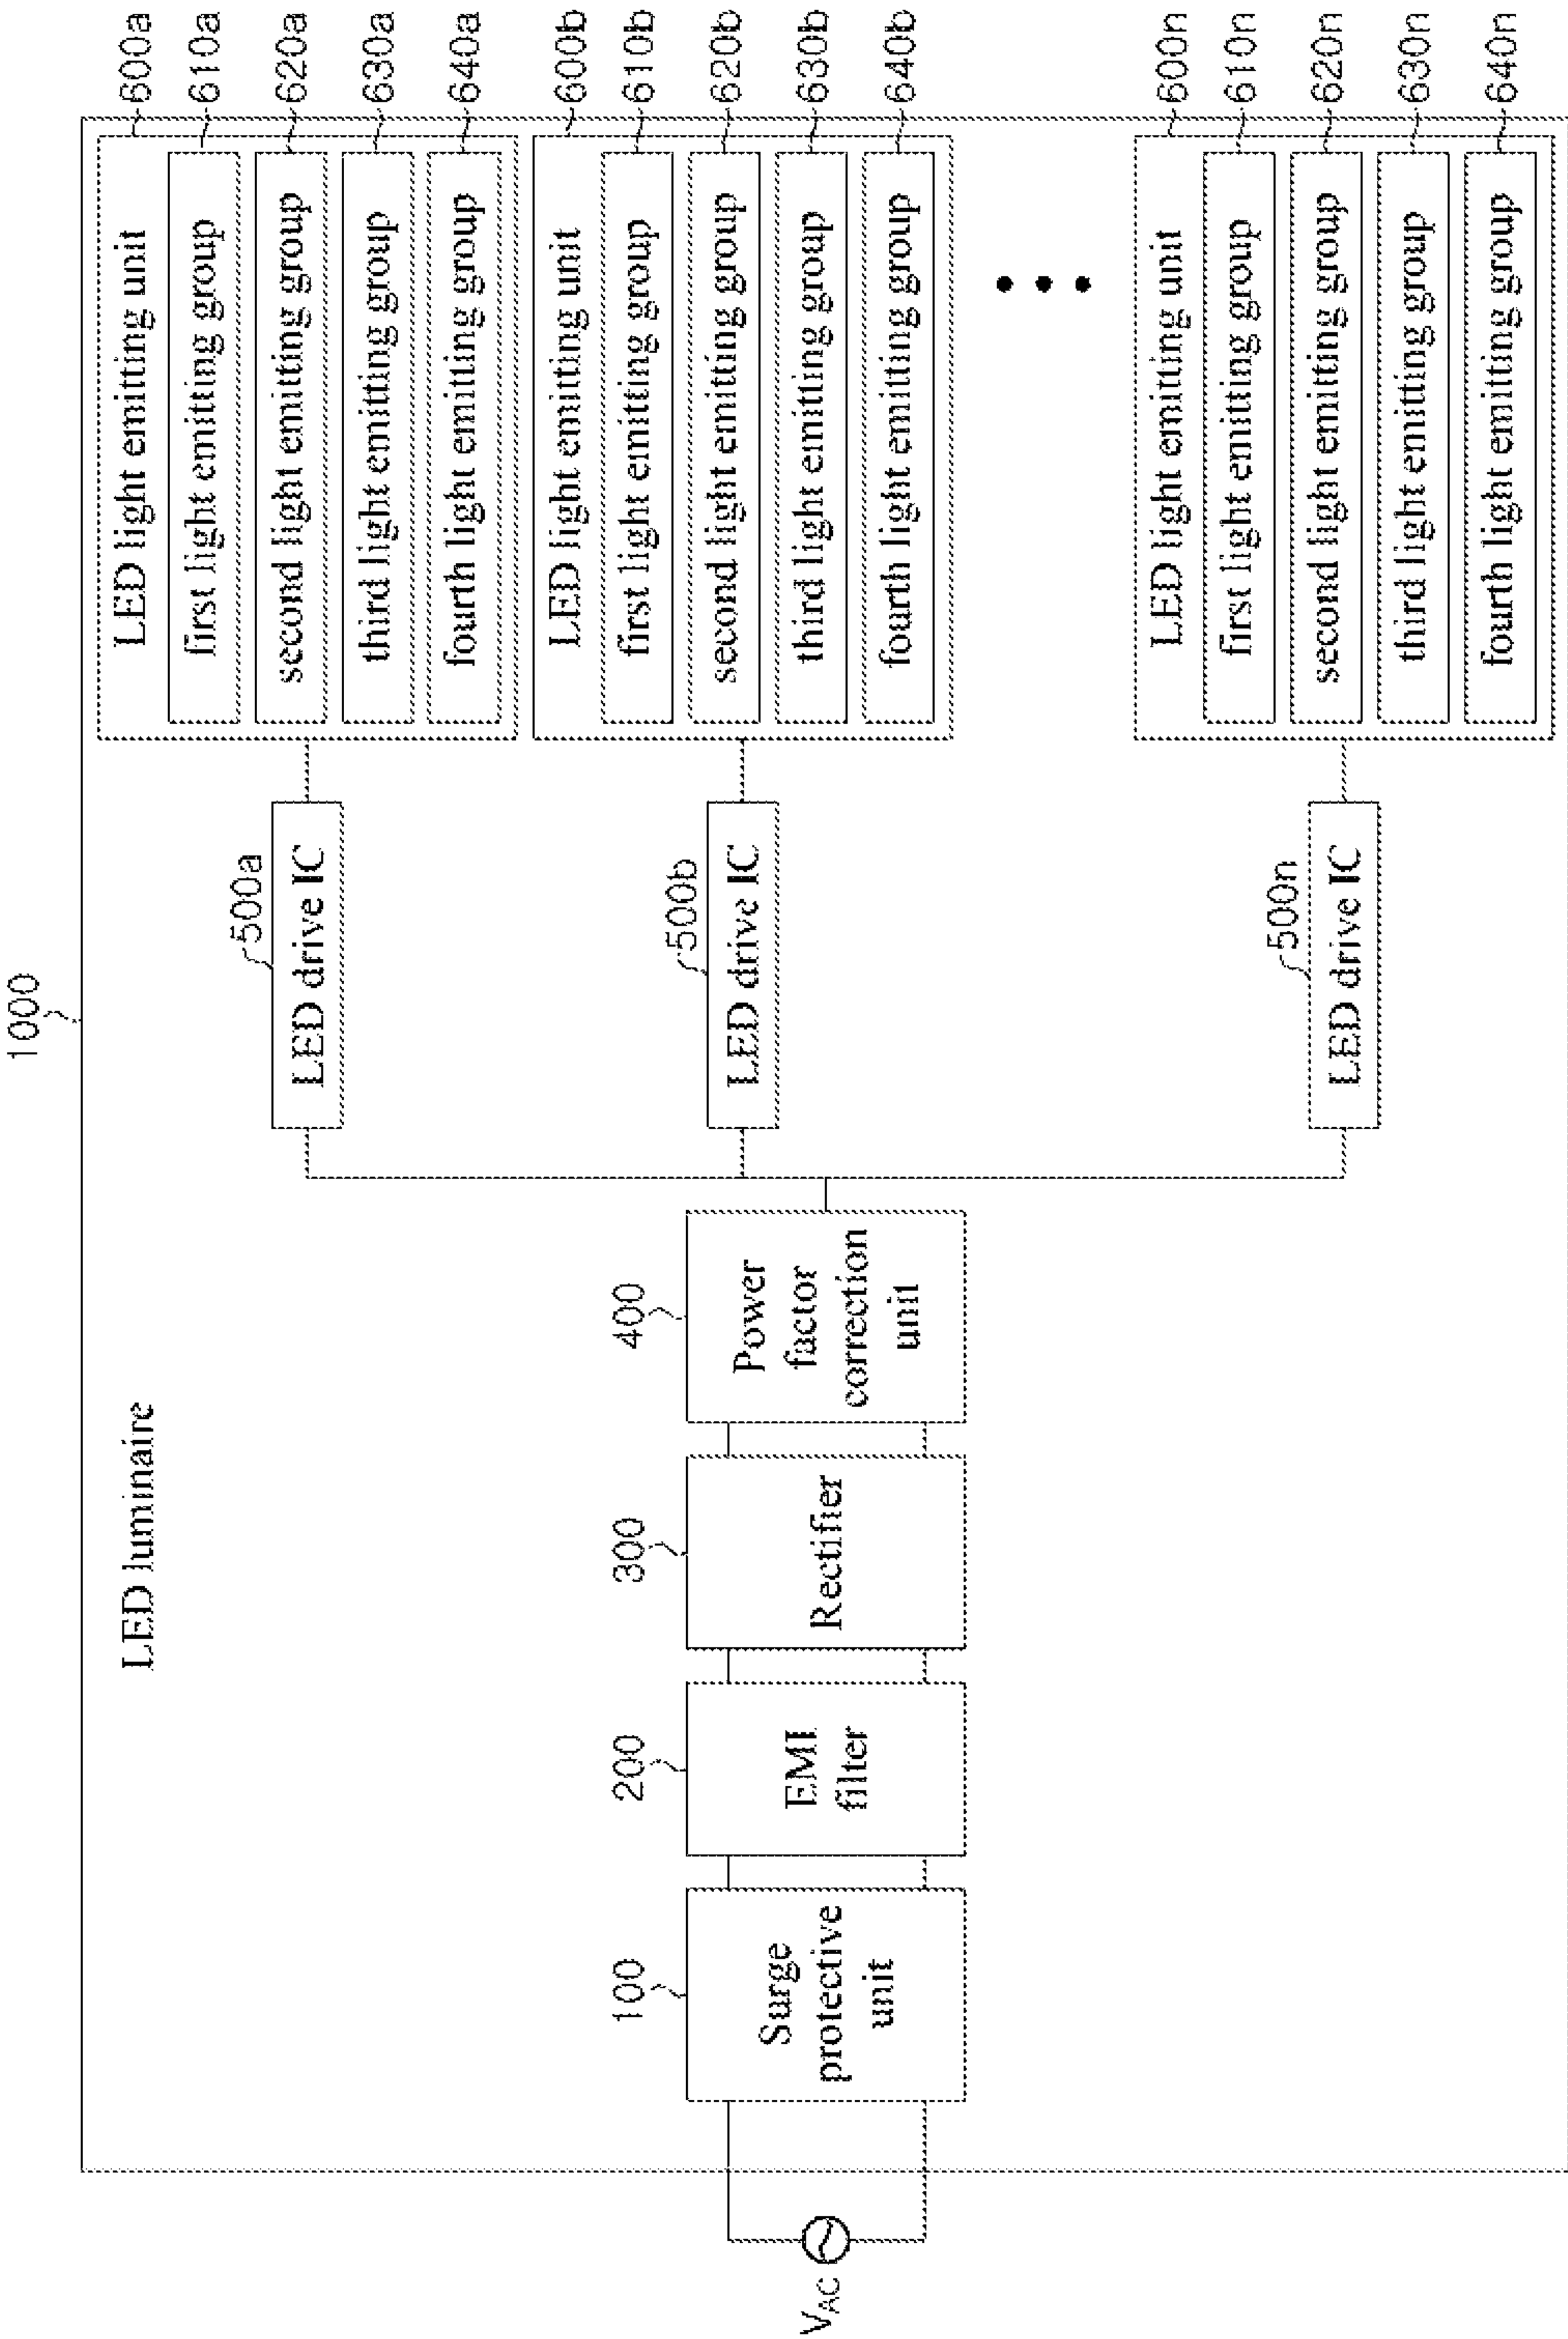 1000
LED luminaire
V AC
100
Surge
protective
unit
200
EMI
filter
300
Rectifier
400
Power
factor
correction
unit
500a
LED drive IC
500b
LED drive IC
500n
LED drive IC
LED light emitting unit
600a
first light emitting group
610a
second light emitting group
620a
third light emitting group
630a
fourth light emitting group
640a
LED light emitting unit
600b
first light emitting group
610b
second light emitting group
620b
third light emitting group
630b
fourth light emitting group
640b
LED light emitting unit
600n
first light emitting group
610n
second light emitting group
620n
third light emitting group
630n
fourth light emitting group
640n